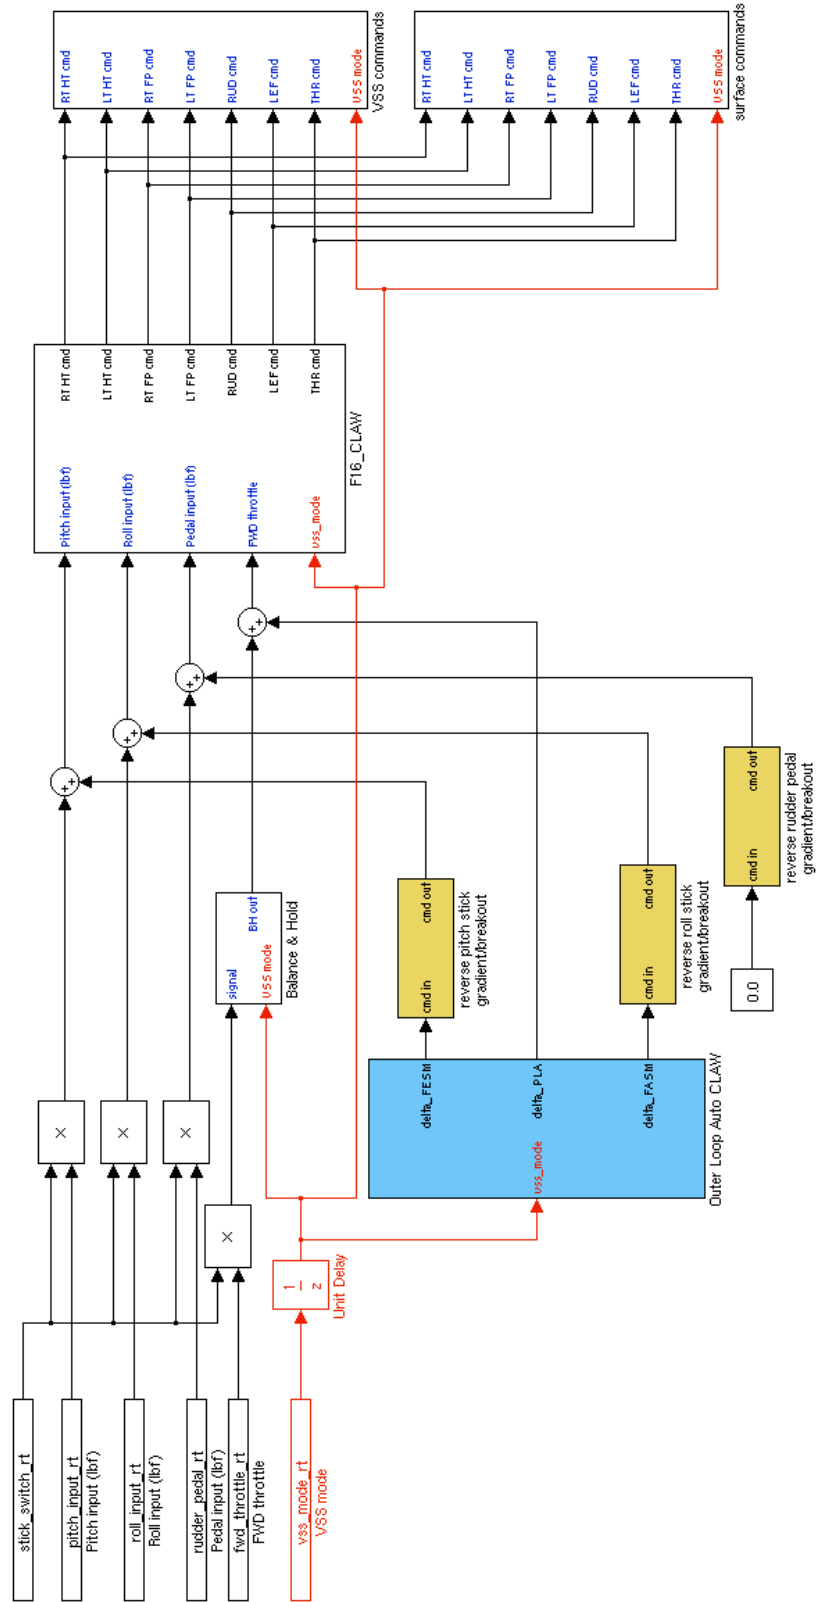 stick_switch_rt
pitch_input_rt
Pitch input (lbf)
roll_input_rt
Roll input (lbf)
rudder_pedal_rt
Pedal input (lbf)
fwd_throttle_rt
FWD throttle
vss_mode_rt
VSS mode
×
×
×
×
1
z
Unit Delay
signal
VSS mode
BH out
Balance & Hold
vss_mode
delta_FESM
delta_PLA
delta_FASM
Outer Loop Auto CLAW
cmd in
cmd out
reverse pitch stick
gradient/breakout
cmd in
cmd out
reverse roll stick
gradient/breakout
0.0
cmd in
cmd out
reverse rudder pedal
gradient/breakout
+
+
+
+
+
+
+
+
Pitch input (lbf)
Roll input (lbf)
Pedal input (lbf)
FWD throttle
vss_mode
RT HT cmd
LT HT cmd
RT FP cmd
LT FP cmd
RUD cmd
LEF cmd
THR cmd
F16_CLAW
RT HT cmd
LT HT cmd
RT FP cmd
LT FP cmd
RUD cmd
LEF cmd
THR cmd
VSS mode
VSS commands
RT HT cmd
LT HT cmd
RT FP cmd
LT FP cmd
RUD cmd
LEF cmd
THR cmd
VSS mode
surface commands